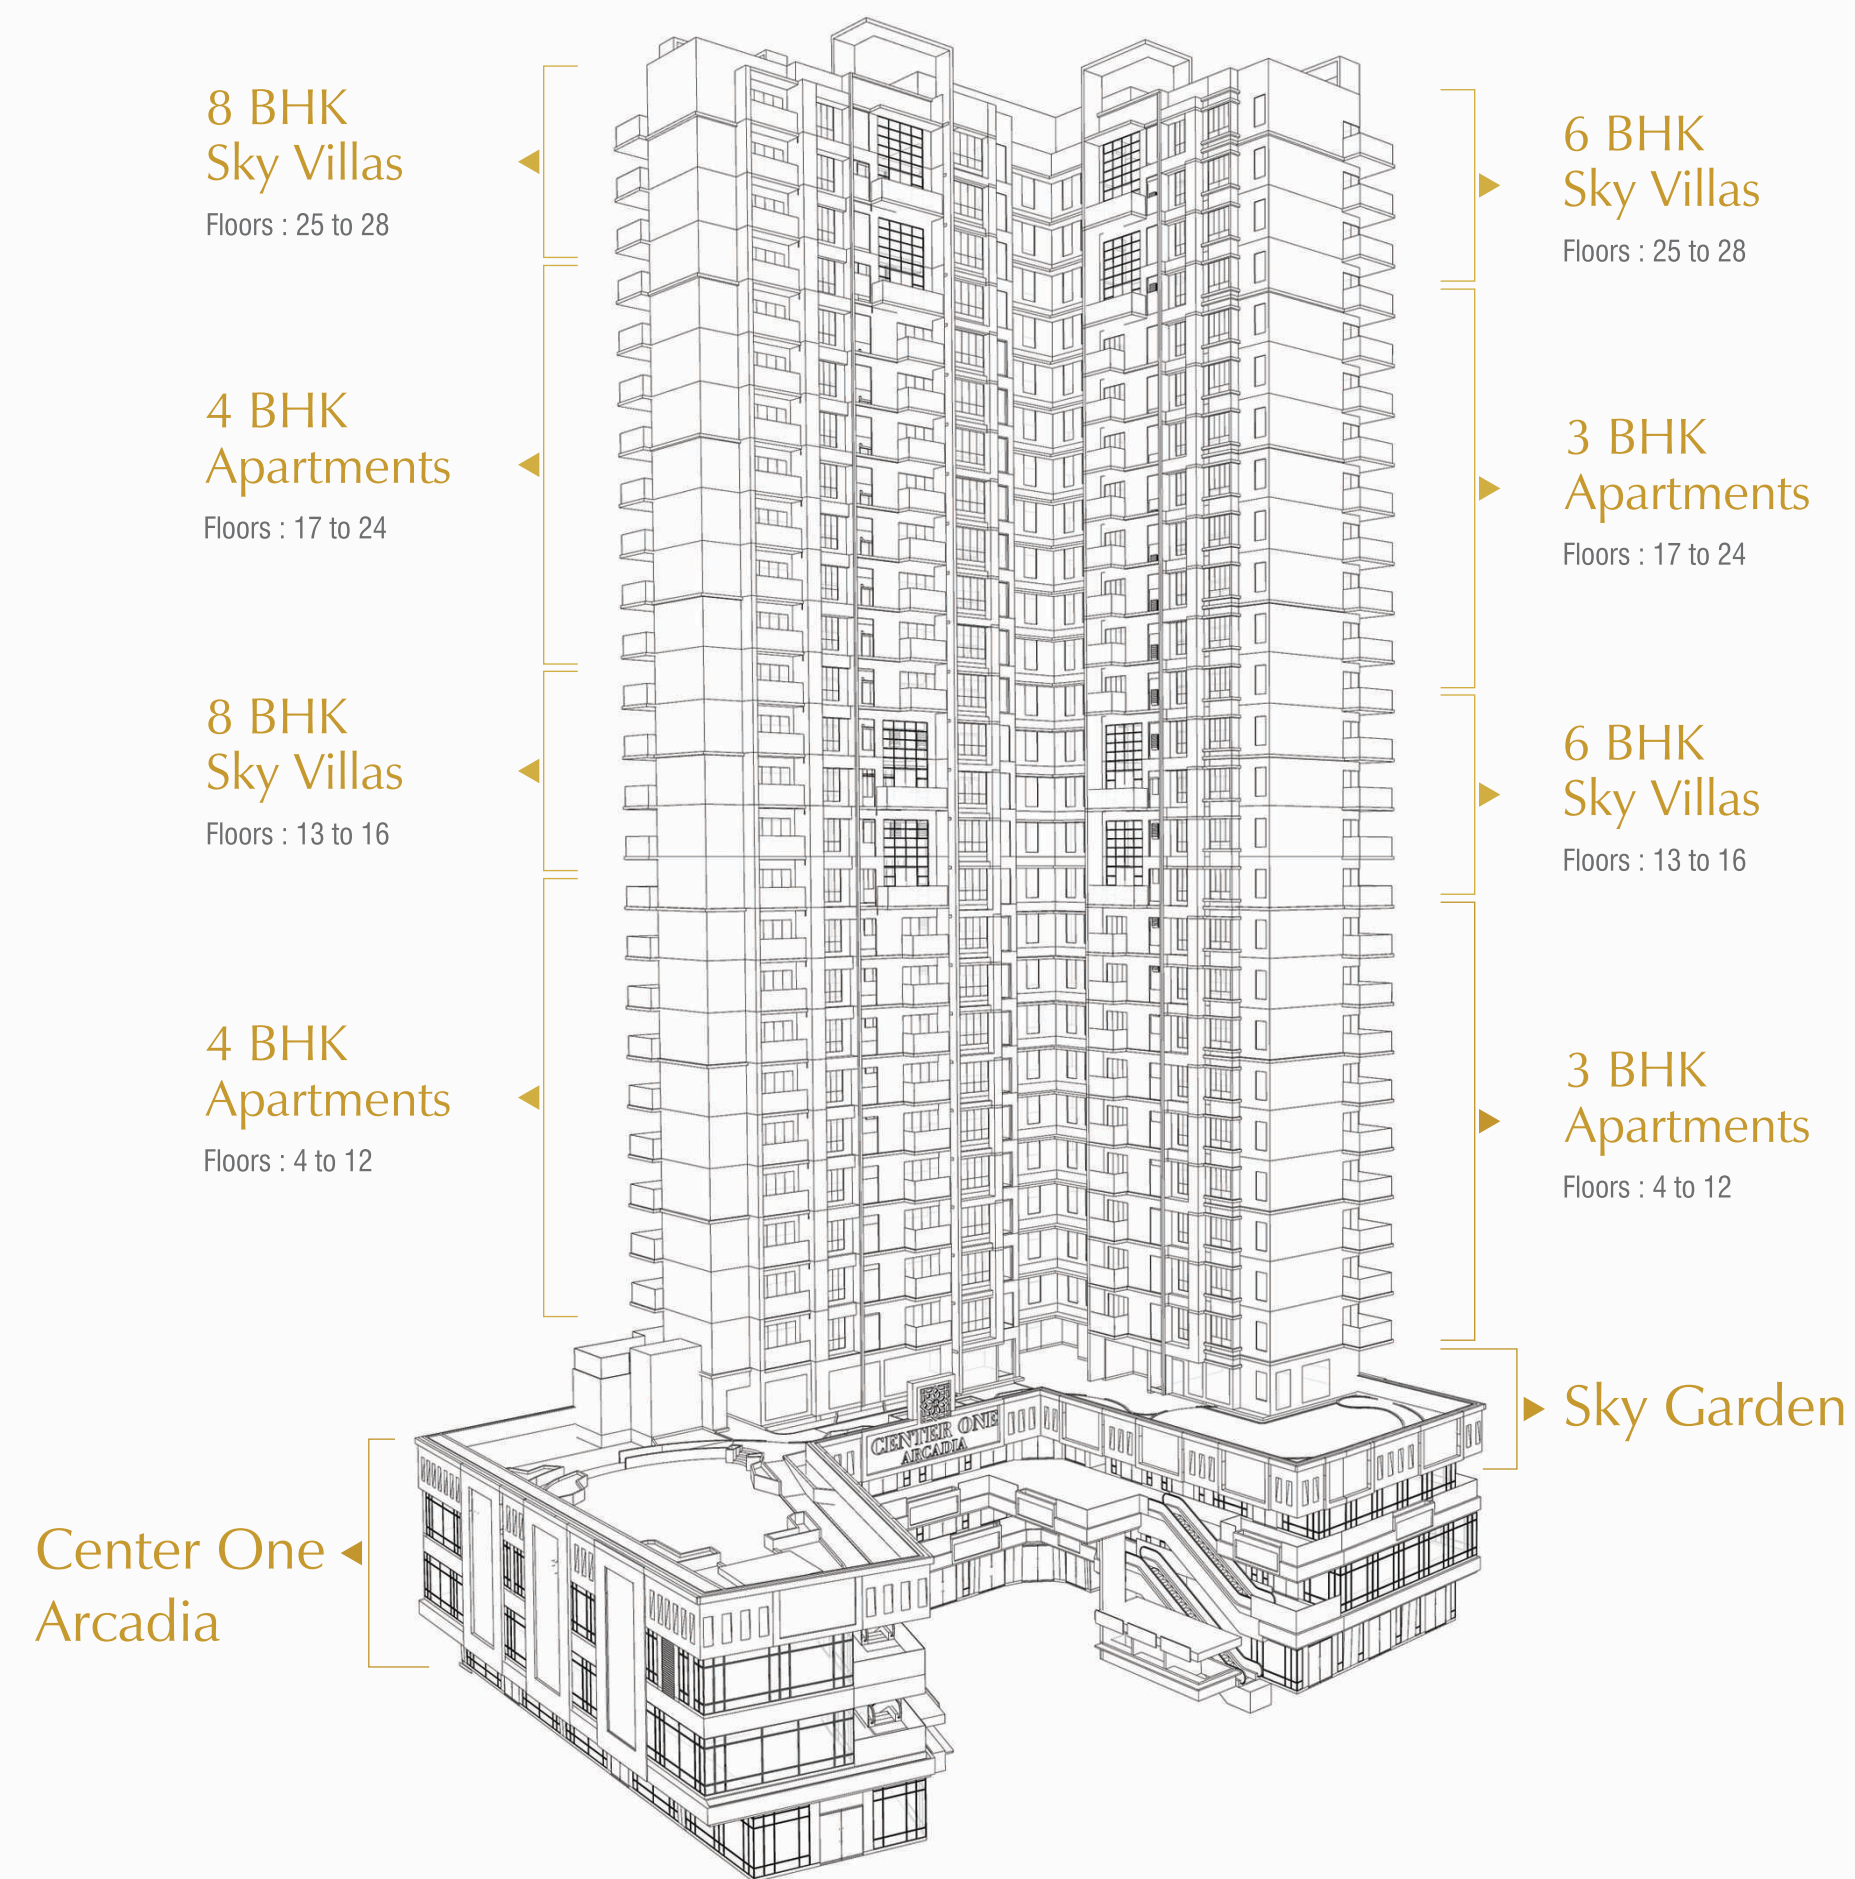 8 BHK
Sky Villas
Floors : 25 to 28
4 BHK
Apartments
Floors : 17 to 24
8 BHK
Sky Villas
Floors : 13 to 16
4 BHK
Apartments
Floors : 4 to 12
Center One
Arcadia
6 BHK
Sky Villas
Floors : 25 to 28
3 BHK
Apartments
Floors : 17 to 24
6 BHK
Sky Villas
Floors : 13 to 16
3 BHK
Apartments
Floors : 4 to 12
Sky Garden
CENTER ONE
ARCADIA